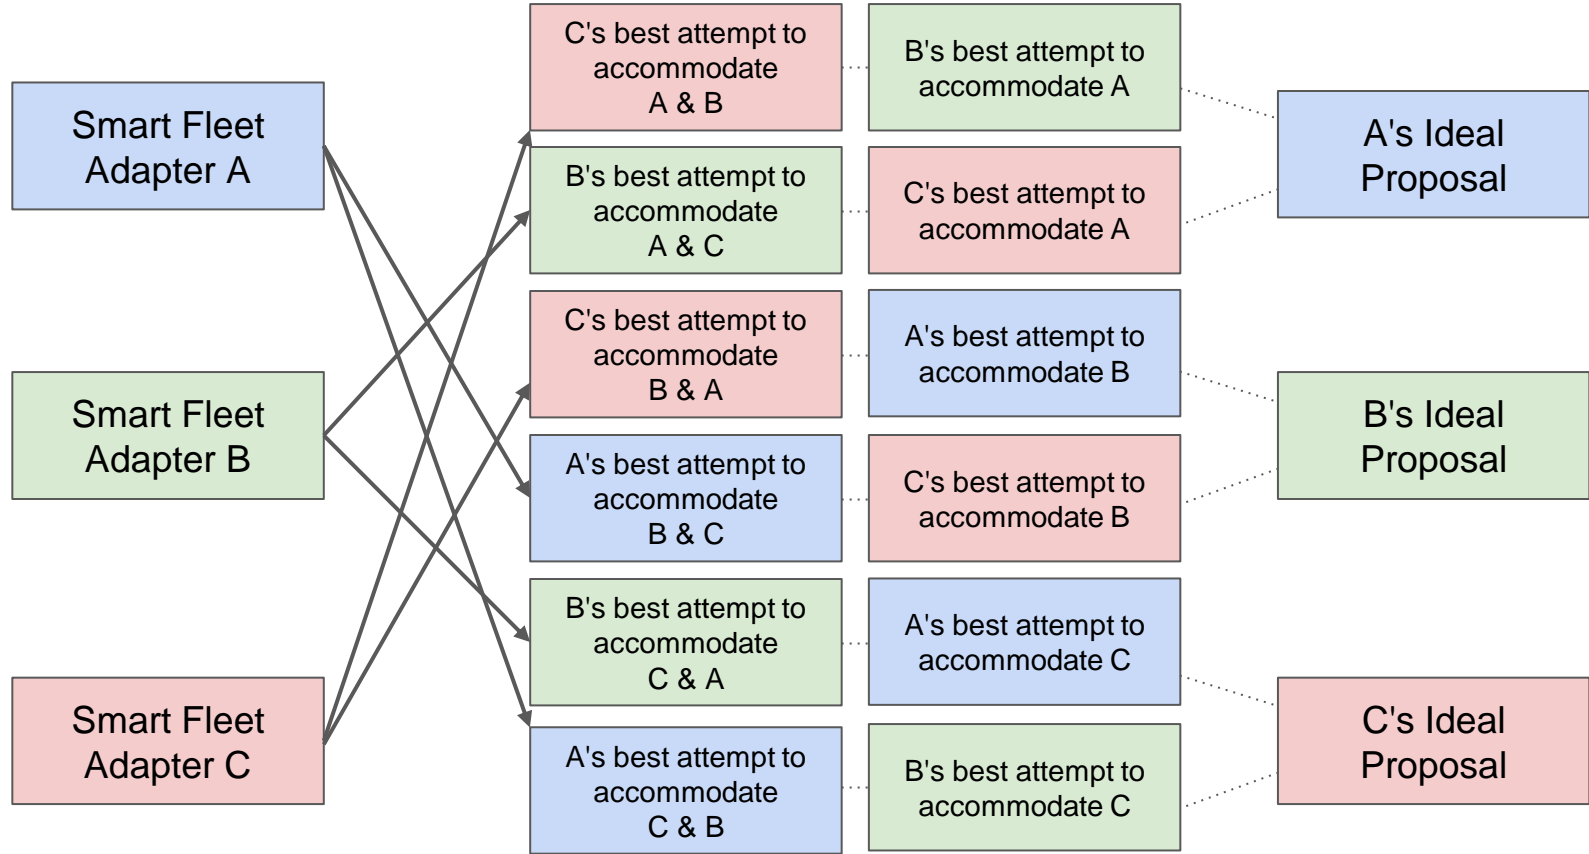 Smart Fleet
Adapter A
Smart Fleet
Adapter B
Smart Fleet
Adapter C
C's best attempt to
accommodate
A & B
B's best attempt to
accommodate
A & C
C's best attempt to
accommodate
B & A
A's best attempt to
accommodate
B & C
B's best attempt to
accommodate
C & A
A's best attempt to
accommodate
C & B
B's best attempt to
accommodate A
C's best attempt to
accommodate A
A's best attempt to
accommodate B
C's best attempt to
accommodate B
A's best attempt to
accommodate C
B's best attempt to
accommodate C
A's Ideal
Proposal
B's Ideal
Proposal
C's Ideal
Proposal